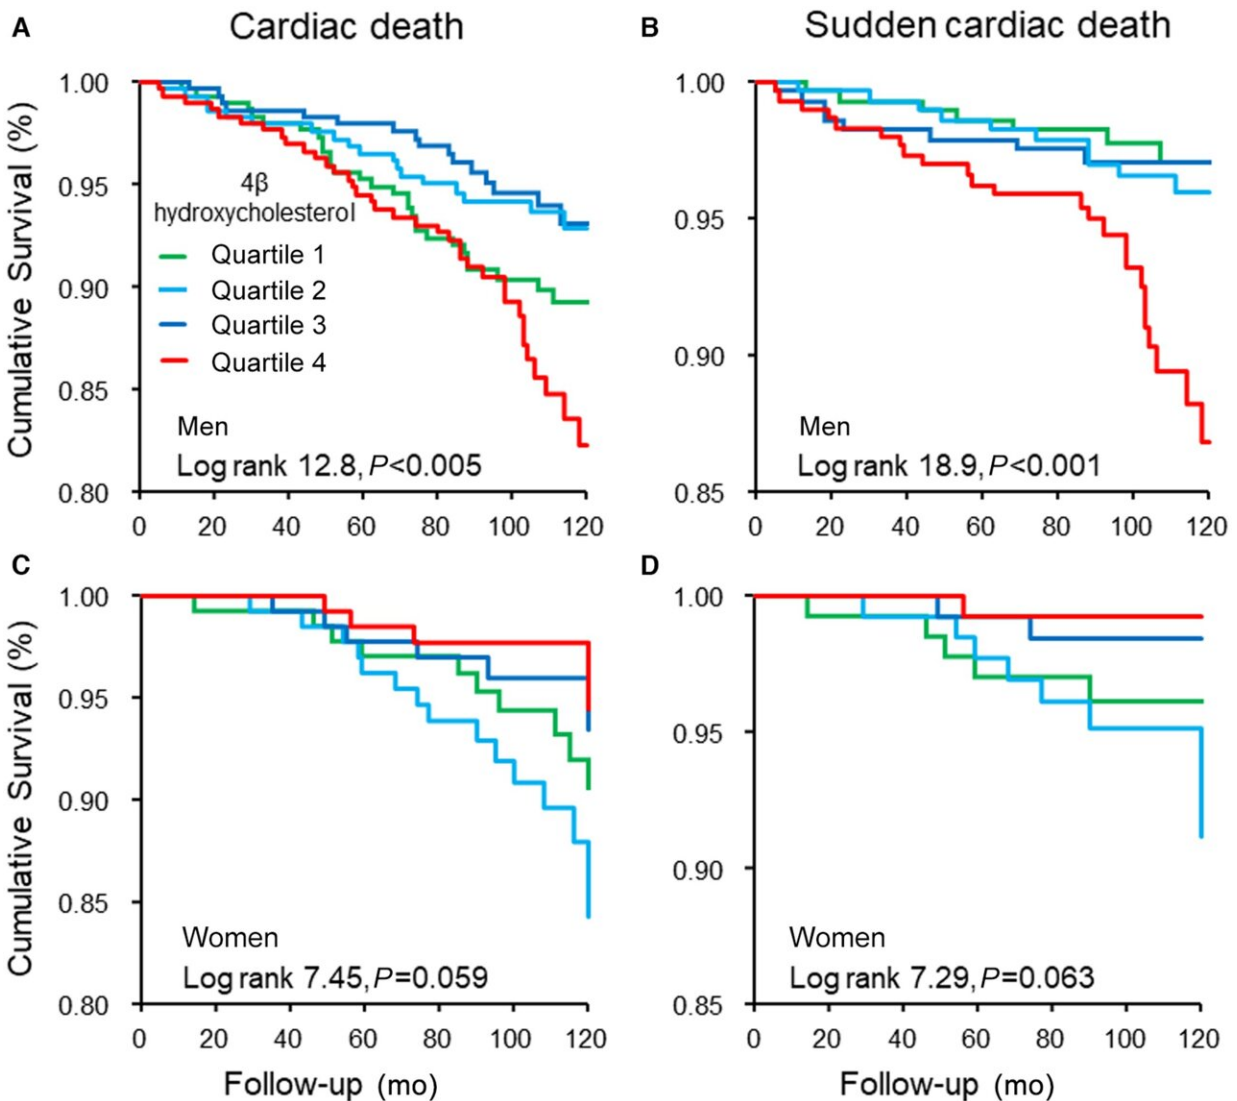 A
Cardiac death
B
Sudden cardiac death
Cumulative Survival (%)
1.00
0.95
0.90
0.85
0.80
4β
hydroxycholesterol
Quartile 1
Quartile 2
Quartile 3
Quartile 4
Men
Log rank 12.8, P<0.005
0 20 40 60 80 100 120
1.00
0.95
0.90
0.85
Men
Log rank 18.9, P<0.001
0 20 40 60 80 100 120
C
Cumulative Survival (%)
1.00
0.95
0.90
0.85
0.80
Women
Log rank 7.45, P=0.059
0 20 40 60 80 100 120
Follow-up (mo)
D
1.00
0.95
0.90
0.85
Women
Log rank 7.29, P=0.063
0 20 40 60 80 100 120
Follow-up (mo)